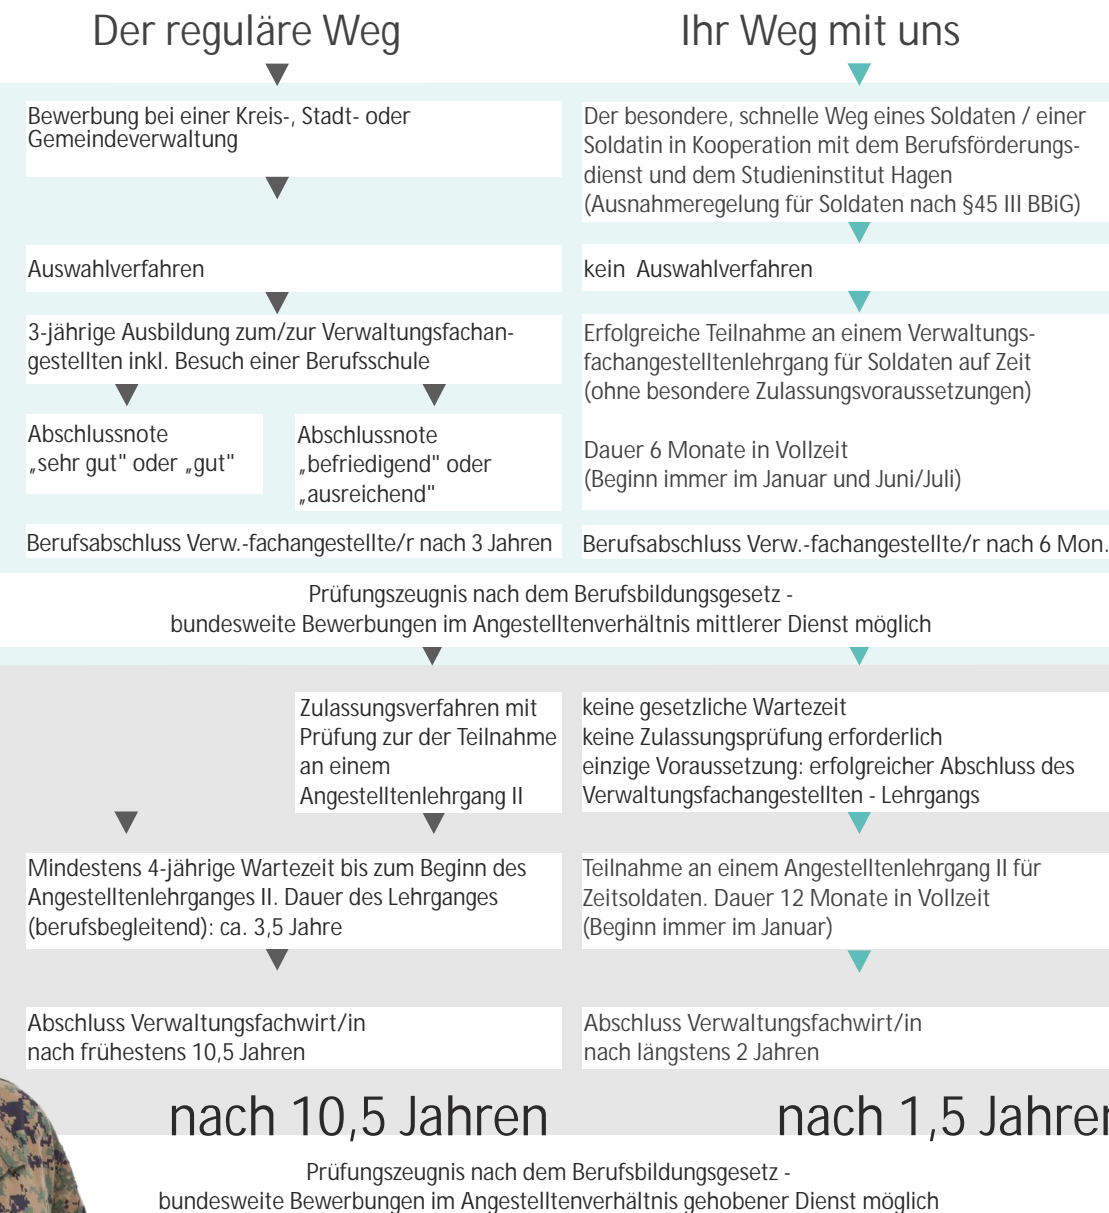 Der reguläre Weg
Bewerbung bei einer Kreis-, Stadt- oder
Gemeindeverwaltung
Auswahlverfahren
3-jährige Ausbildung zum/zur Verwaltungsfachan-
gestellten inkl. Besuch einer Berufsschule
Abschlussnote
„sehr gut" oder „gut"
Abschlussnote
„befriedigend" oder
„ausreichend"
Berufsabschluss Verw.-fachangestellte/r nach 3 Jahren
Ihr Weg mit uns
Der besondere, schnelle Weg eines Soldaten / einer
Soldatin in Kooperation mit dem Berufsförderungs-
dienst und dem Studieninstitut Hagen
(Ausnahmeregelung für Soldaten nach §45 III BBiG)
kein Auswahlverfahren
Erfolgreiche Teilnahme an einem Verwaltungs-
fachangestelltenlehrgang für Soldaten auf Zeit
(ohne besondere Zulassungsvoraussetzungen)
Dauer 6 Monate in Vollzeit
(Beginn immer im Januar und Juni/Juli)
Berufsabschluss Verw.-fachangestellte/r nach 6 Mon.
Prüfungszeugnis nach dem Berufsbildungsgesetz -
bundesweite Bewerbungen im Angestelltenverhältnis mittlerer Dienst möglich
Zulassungsverfahren mit
Prüfung zur der Teilnahme
an einem
Angestelltenlehrgang II
Mindestens 4-jährige Wartezeit bis zum Beginn des
Angestelltenlehrganges II. Dauer des Lehrganges
(berufsbegleitend): ca. 3,5 Jahre
Abschluss Verwaltungsfachwirt/in
nach frühestens 10,5 Jahren
nach 10,5 Jahren
keine gesetzliche Wartezeit
keine Zulassungsprüfung erforderlich
einzige Voraussetzung: erfolgreicher Abschluss des
Verwaltungsfachangestellten - Lehrgangs
Teilnahme an einem Angestelltenlehrgang II für
Zeitsoldaten. Dauer 12 Monate in Vollzeit
(Beginn immer im Januar)
Abschluss Verwaltungsfachwirt/in
nach längstens 2 Jahren
nach 1,5 Jahren
Prüfungszeugnis nach dem Berufsbildungsgesetz -
bundesweite Bewerbungen im Angestelltenverhältnis gehobener Dienst möglich